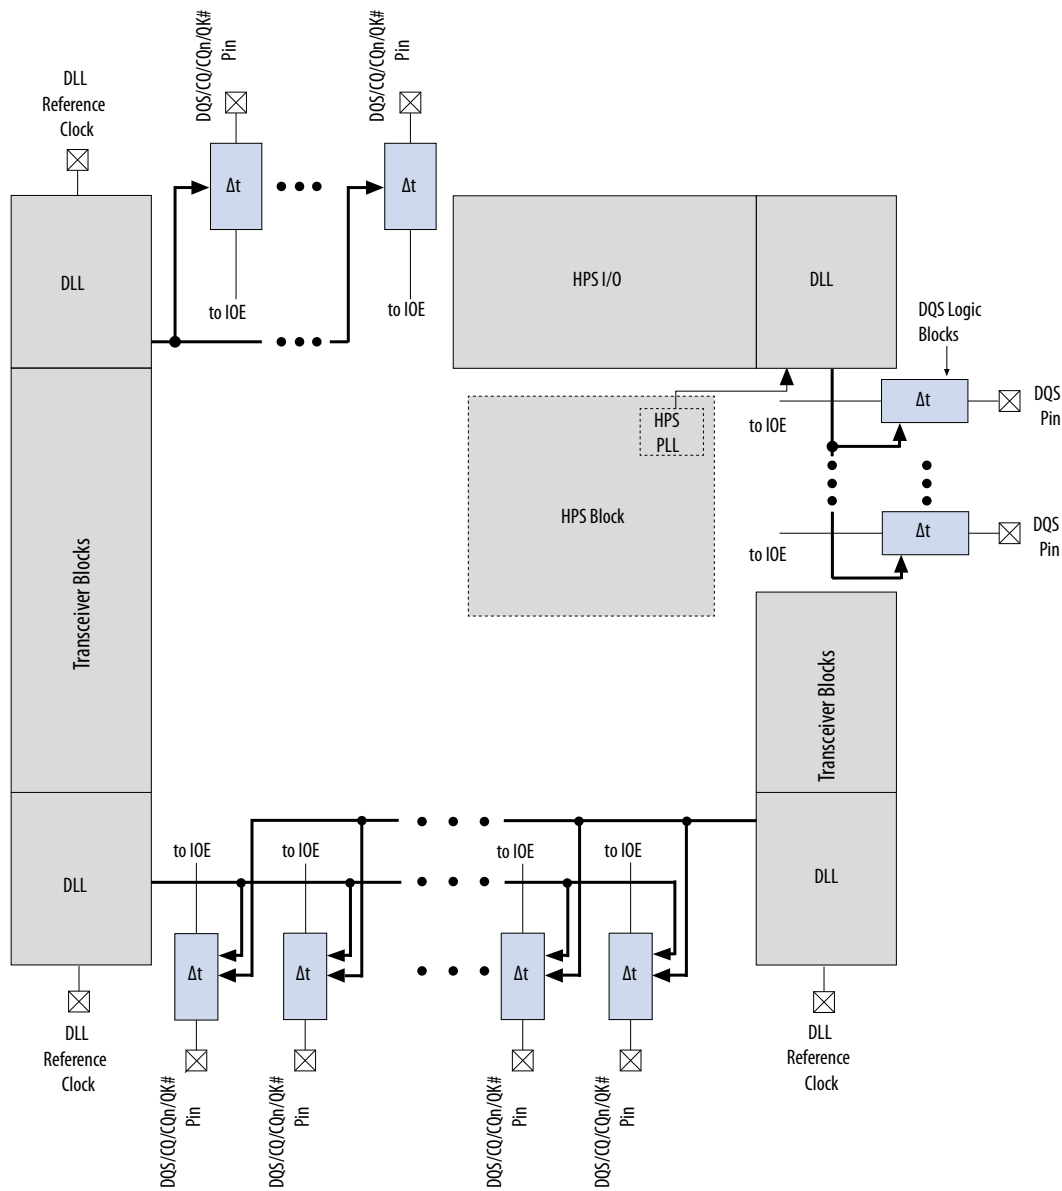 DQS/CQ/CQn/QK#
Pin
DQS/CQ/CQn/QK#
Pin
DLL
Reference
Clock
Δt
Δt
DLL
to IOE
to IOE
HPS I/O
DLL
DQS Logic
Blocks
Δt
DQS
Pin
to IOE
HPS
PLL
HPS Block
Δt
DQS
Pin
to IOE
Transceiver Blocks
Transceiver Blocks
to IOE
to IOE
to IOE
to IOE
DLL
DLL
Δt
Δt
Δt
Δt
DLL
Reference
Clock
DLL
Reference
Clock
DQS/CQ/CQn/QK#
Pin
DQS/CQ/CQn/QK#
Pin
DQS/CQ/CQn/QK#
Pin
DQS/CQ/CQn/QK#
Pin